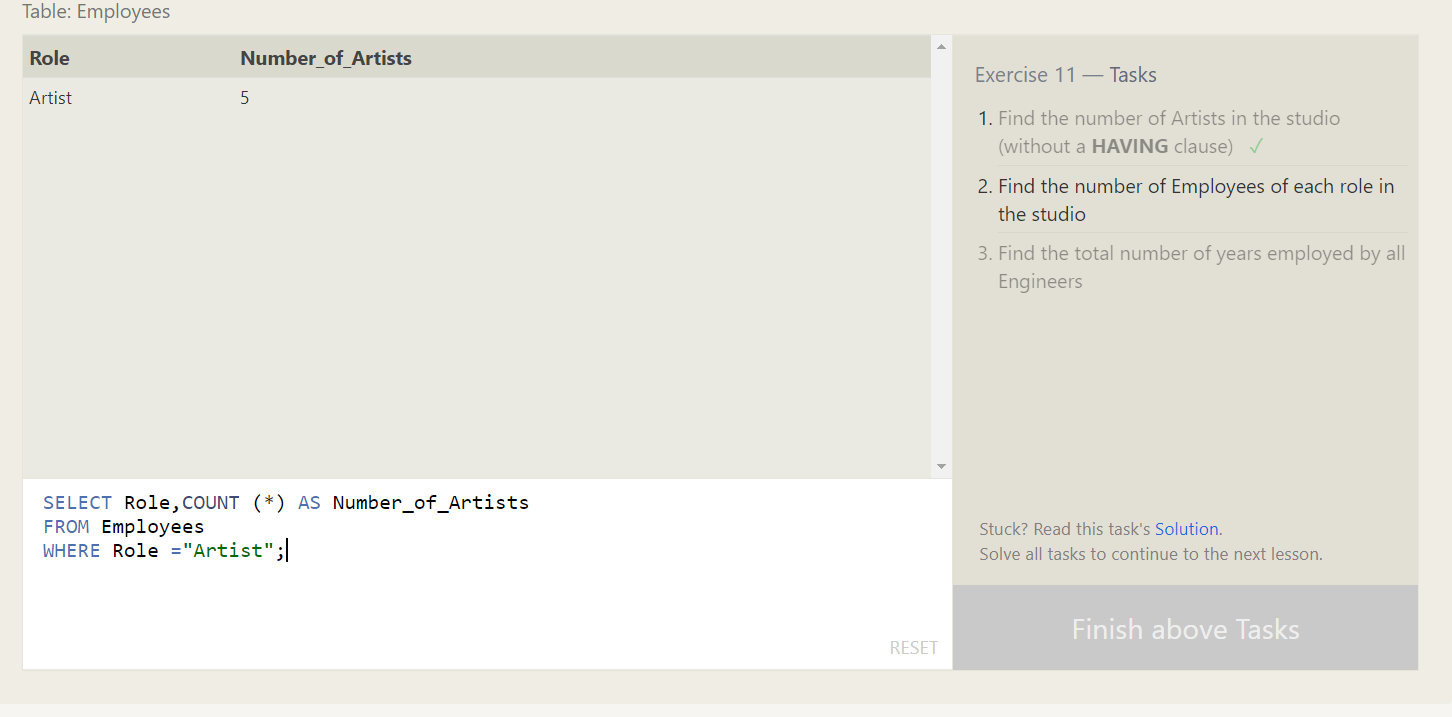 Table: Employees
Role Number_of_Artists
Artist 5
SELECT Role,COUNT (*) AS Number_of_Artists
FROM Employees
WHERE Role ="Artist";
RESET
Exercise 11 — Tasks
1. Find the number of Artists in the studio
(without a HAVING clause) ✓
2. Find the number of Employees of each role in
the studio
3. Find the total number of years employed by all
Engineers
Stuck? Read this task's Solution.
Solve all tasks to continue to the next lesson.
Finish above Tasks